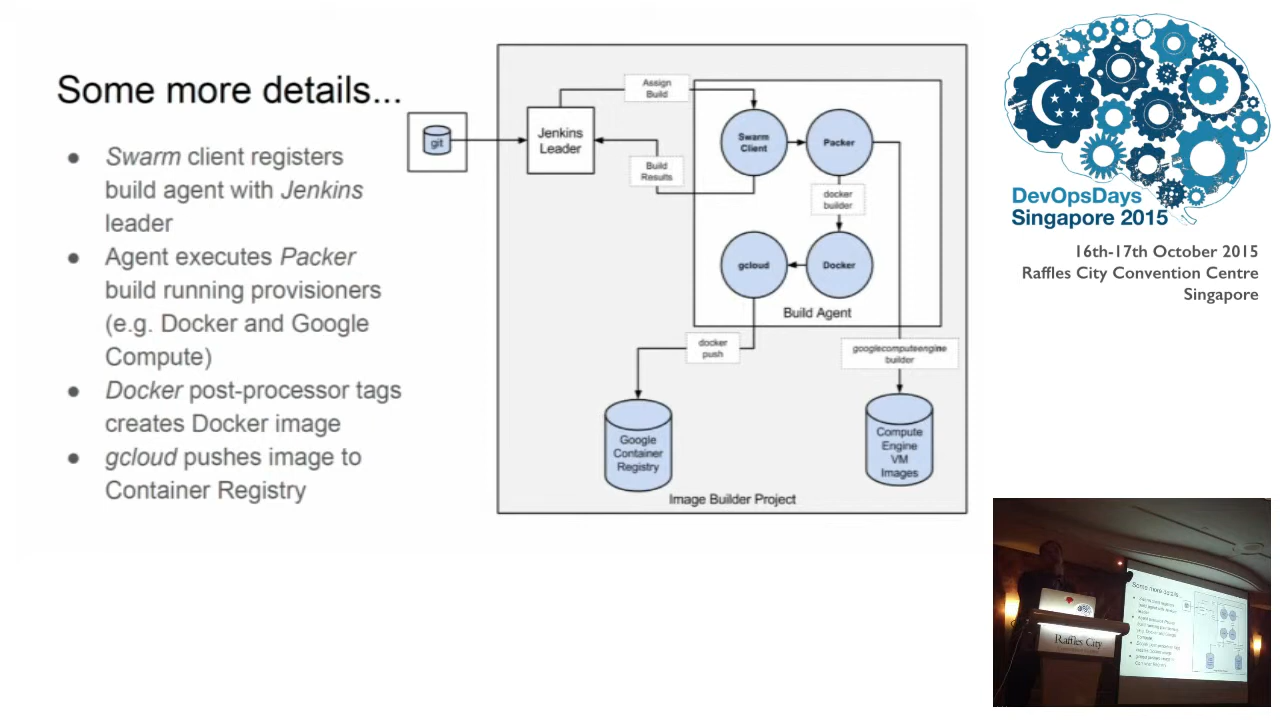 Some more details...
● Swarm client registers
build agent with Jenkins
leader
● Agent executes Packer
build running provisioners
(e.g. Docker and Google
Compute)
● Docker post-processor tags
creates Docker image
● gcloud pushes image to
Container Registry
git
Jenkins
Leader
Assign
Build
Build
Results
Swarm
Client
Packer
docker
builder
gcloud
Docker
Build Agent
docker
push
googlecomputeengine
builder
Google
Container
Registry
Compute
Engine
VM
Images
Image Builder Project
DevOpsDays
Singapore 2015
16th-17th October 2015
Raffles City Convention Centre
Singapore
Some more details...
Raffles City